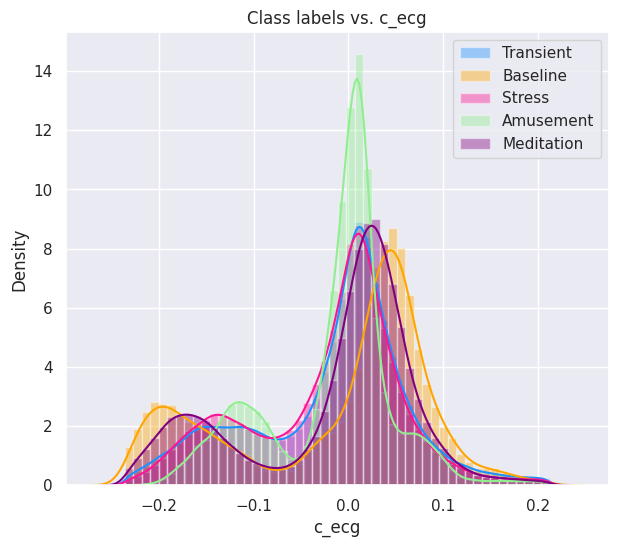 Class labels vs. c_ecg
Transient
Baseline
Stress
Amusement
Meditation
Density
14
12
10
8
6
4
2
0
−0.2
−0.1
0.0
0.1
0.2
c_ecg